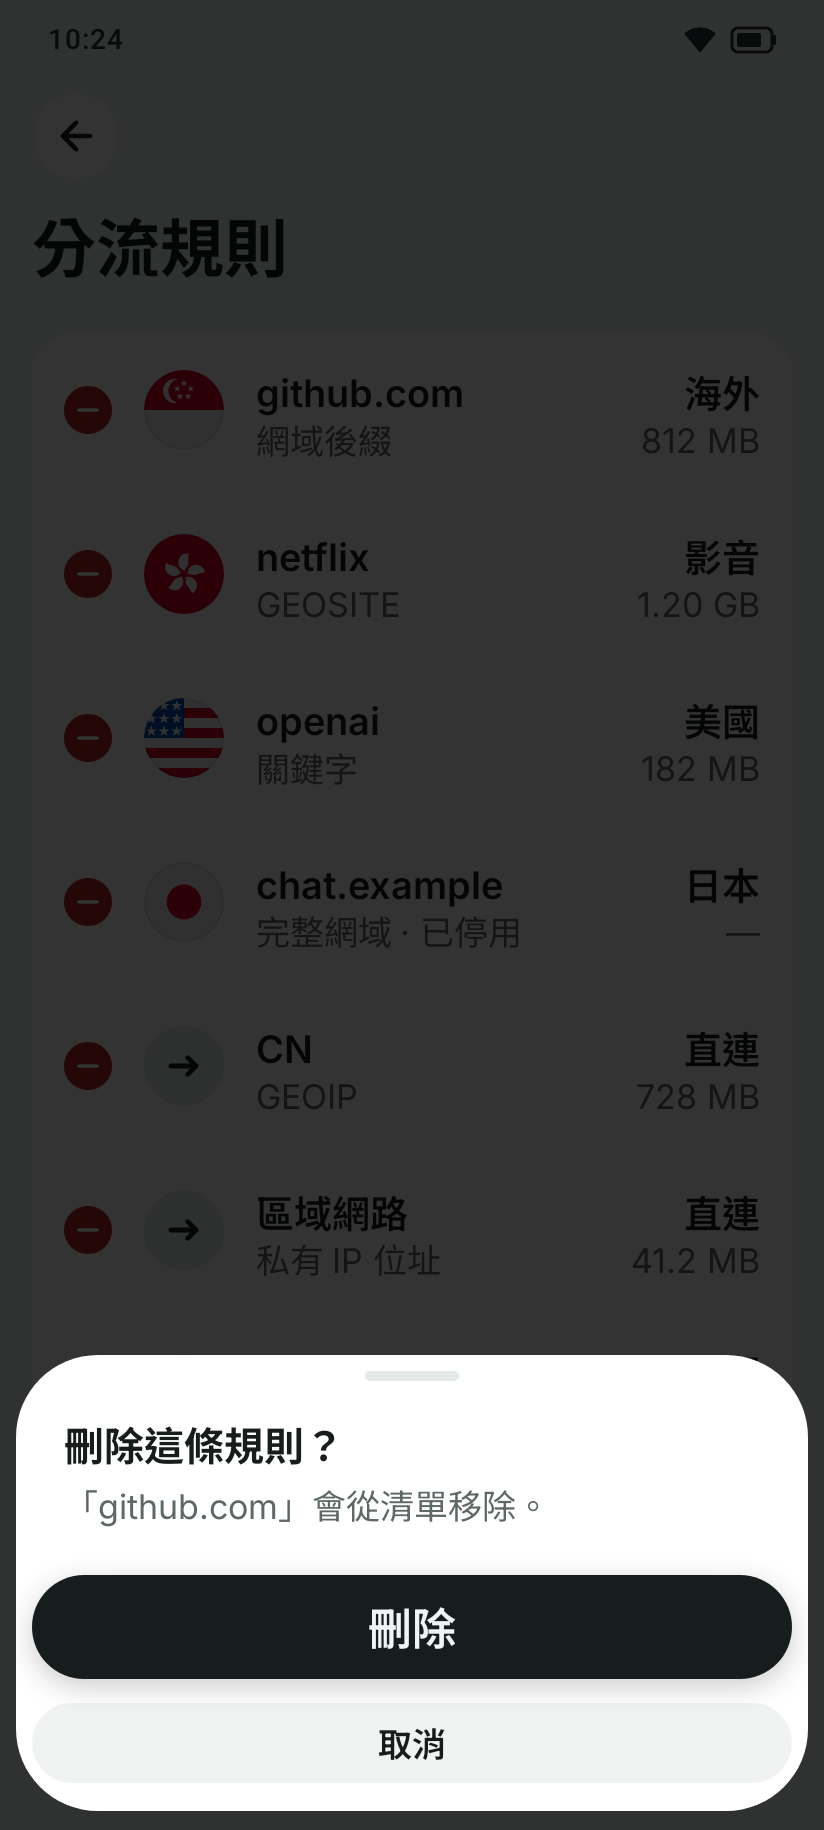 10:24
分流規則
github.com 海外
網域後綴 812 MB
netflix 影音
GEOSITE 1.20 GB
openai 美國
關鍵字 182 MB
chat.example 日本
完整網域 · 已停用 —
CN 直連
GEOIP 728 MB
區域網路 直連
私有 IP 位址 41.2 MB
刪除這條規則？
「github.com」會從清單移除。
刪除
取消